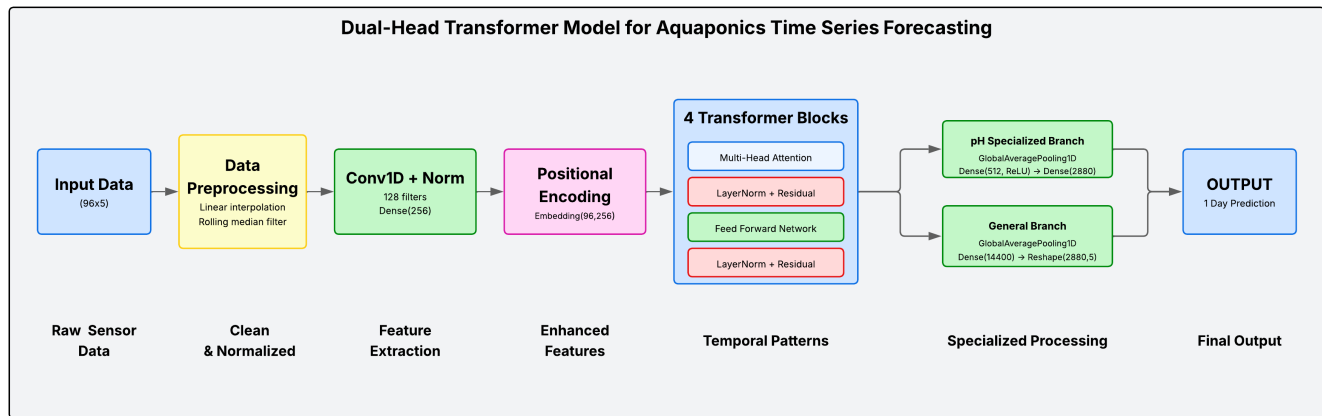 Dual-Head Transformer Model for Aquaponics Time Series Forecasting
Input Data
(96x5)
Data
Preprocessing
Linear interpolation
Rolling median filter
Conv1D + Norm
128 filters
Dense(256)
Positional
Encoding
Embedding(96,256)
4 Transformer Blocks
Multi-Head Attention
LayerNorm + Residual
Feed Forward Network
LayerNorm + Residual
pH Specialized Branch
GlobalAveragePooling1D
Dense(512, ReLU) → Dense(2880)
General Branch
GlobalAveragePooling1D
Dense(14400) → Reshape(2880,5)
OUTPUT
1 Day Prediction
Raw Sensor
Data
Clean
& Normalized
Feature
Extraction
Enhanced
Features
Temporal Patterns
Specialized Processing
Final Output